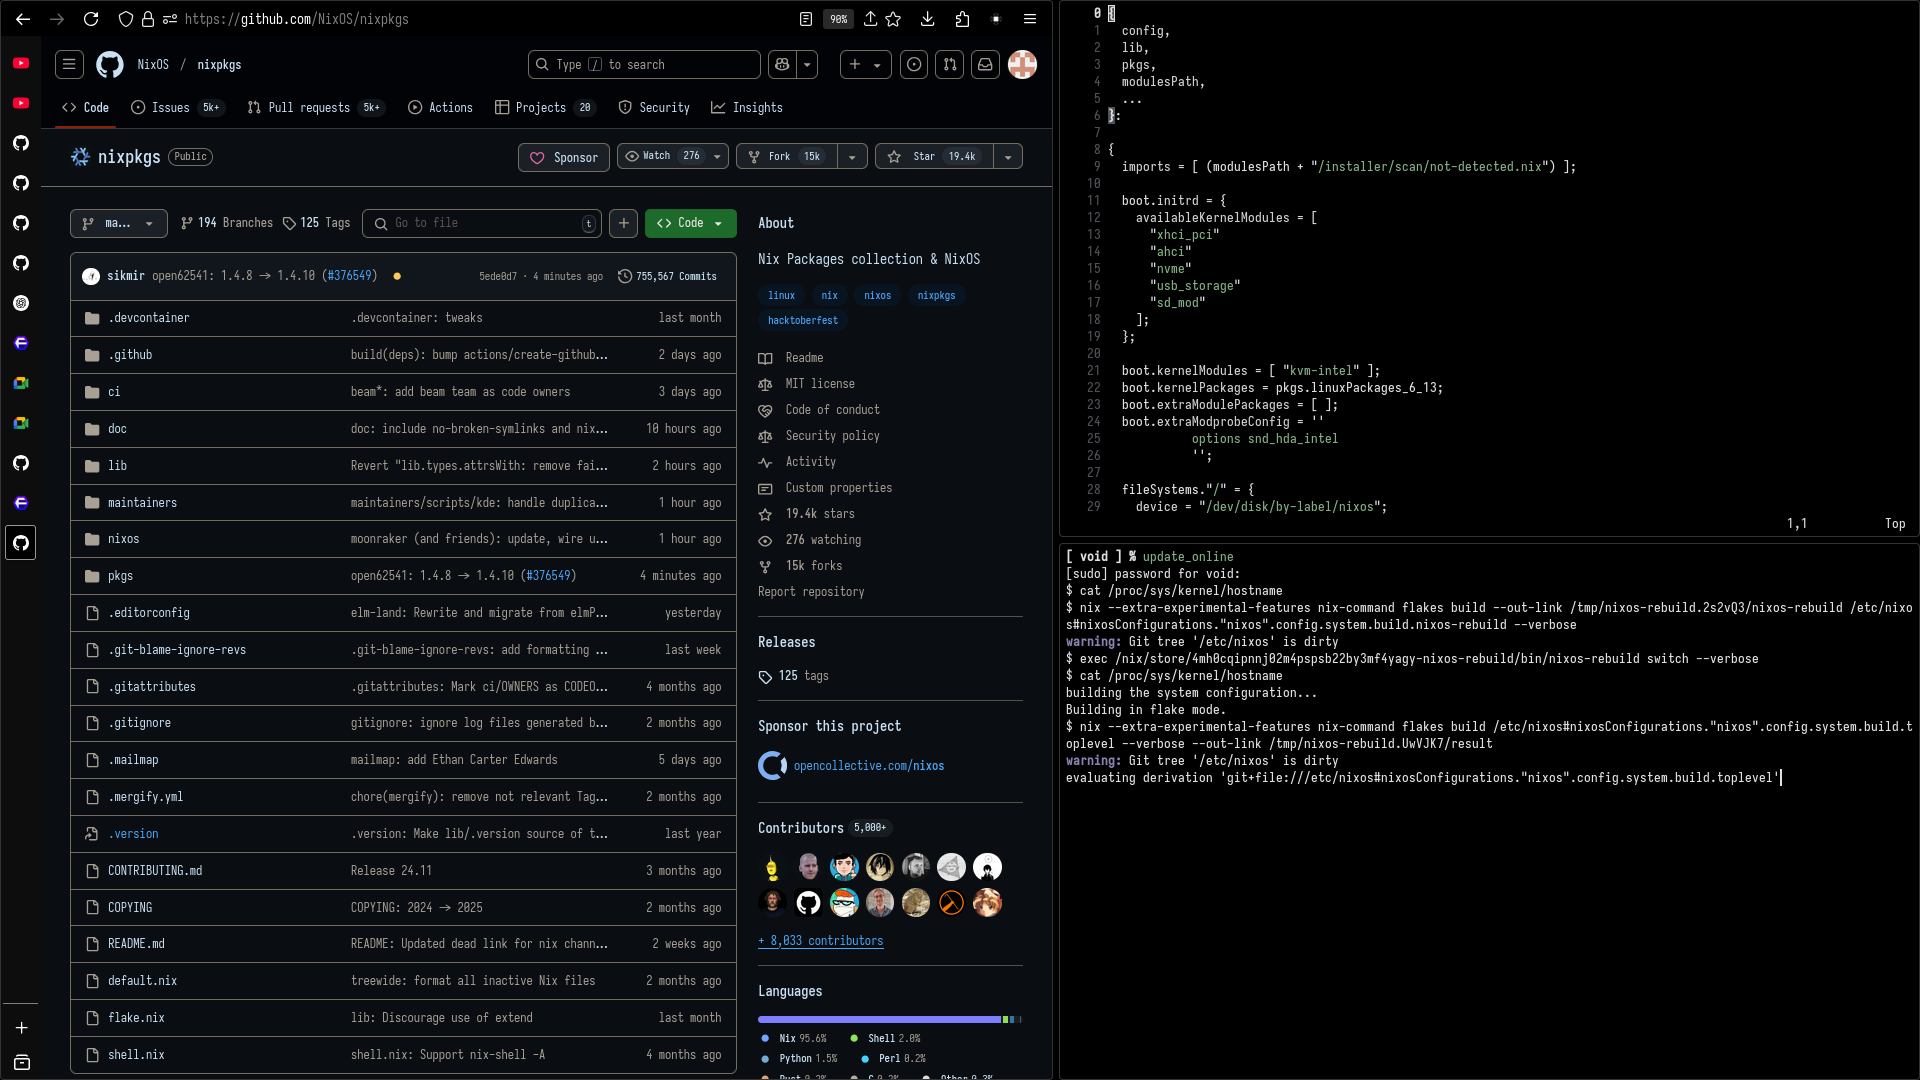 https://github.com/NixOS/nixpkgs
90%
NixOS / nixpkgs
Type / to search
Code
Issues 5k+
Pull requests 5k+
Actions
Projects 20
Security
Insights
nixpkgs Public
Sponsor
Watch 276
Fork 15k
Star 19.4k
ma...
194 Branches
125 Tags
Go to file t
Code
sikmir open62541: 1.4.8 -> 1.4.10 (#376549)
5ede0d7 · 4 minutes ago
755,567 Commits
.devcontainer .devcontainer: tweaks last month
.github build(deps): bump actions/create-github... 2 days ago
ci beam*: add beam team as code owners 3 days ago
doc doc: include no-broken-symlinks and nix... 10 hours ago
lib Revert "lib.types.attrsWith: remove fai... 2 hours ago
maintainers maintainers/scripts/kde: handle duplica... 1 hour ago
nixos moonraker (and friends): update, wire u... 1 hour ago
pkgs open62541: 1.4.8 -> 1.4.10 (#376549) 4 minutes ago
.editorconfig elm-land: Rewrite and migrate from elmP... yesterday
.git-blame-ignore-revs .git-blame-ignore-revs: add formatting ... last week
.gitattributes .gitattributes: Mark ci/OWNERS as CODEO... 4 months ago
.gitignore gitignore: ignore log files generated b... 2 months ago
.mailmap mailmap: add Ethan Carter Edwards 5 days ago
.mergify.yml chore(mergify): remove not relevant Tag... 2 months ago
.version .version: Make lib/.version source of t... last year
CONTRIBUTING.md Release 24.11 3 months ago
COPYING COPYING: 2024 -> 2025 2 months ago
README.md README: Updated dead link for nix chann... 2 weeks ago
default.nix treewide: format all inactive Nix files 2 months ago
flake.nix lib: Discourage use of extend last month
shell.nix shell.nix: Support nix-shell -A 4 months ago
About
Nix Packages collection & NixOS
linux nix nixos nixpkgs
hacktoberfest
Readme
MIT license
Code of conduct
Security policy
Activity
Custom properties
19.4k stars
276 watching
15k forks
Report repository
Releases
125 tags
Sponsor this project
opencollective.com/nixos
Contributors 5,000+
+ 8,033 contributors
Languages
Nix 95.6% Shell 2.0%
Python 1.5% Perl 0.2%
0 {
1 config,
2 lib,
3 pkgs,
4 modulesPath,
5 ...
6 }:
7
8 {
9 imports = [ (modulesPath + "/installer/scan/not-detected.nix") ];
10
11 boot.initrd = {
12 availableKernelModules = [
13 "xhci_pci"
14 "ahci"
15 "nvme"
16 "usb_storage"
17 "sd_mod"
18 ];
19 };
20
21 boot.kernelModules = [ "kvm-intel" ];
22 boot.kernelPackages = pkgs.linuxPackages_6_13;
23 boot.extraModulePackages = [ ];
24 boot.extraModprobeConfig = ''
25 options snd_hda_intel
26 '';
27
28 fileSystems."/" = {
29 device = "/dev/disk/by-label/nixos";
1,1 Top
[ void ] % update_online
[sudo] password for void:
$ cat /proc/sys/kernel/hostname
$ nix --extra-experimental-features nix-command flakes build --out-link /tmp/nixos-rebuild.2s2vQ3/nixos-rebuild /etc/nixo
s#nixosConfigurations."nixos".config.system.build.nixos-rebuild --verbose
warning: Git tree '/etc/nixos' is dirty
$ exec /nix/store/4mh0cqipnnj02m4pspsb22by3mf4yagy-nixos-rebuild/bin/nixos-rebuild switch --verbose
$ cat /proc/sys/kernel/hostname
building the system configuration...
Building in flake mode.
$ nix --extra-experimental-features nix-command flakes build /etc/nixos#nixosConfigurations."nixos".config.system.build.t
oplevel --verbose --out-link /tmp/nixos-rebuild.UwVJK7/result
warning: Git tree '/etc/nixos' is dirty
evaluating derivation 'git+file:///etc/nixos#nixosConfigurations."nixos".config.system.build.toplevel'